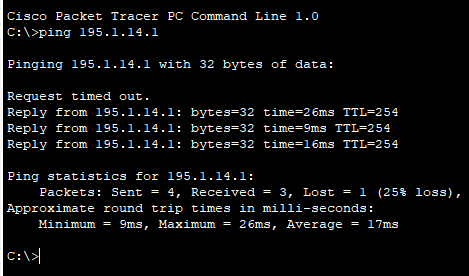 Cisco Packet Tracer PC Command Line 1.0
C:\>ping 195.1.14.1
Pinging 195.1.14.1 with 32 bytes of data:
Request timed out.
Reply from 195.1.14.1: bytes=32 time=26ms TTL=254
Reply from 195.1.14.1: bytes=32 time=9ms TTL=254
Reply from 195.1.14.1: bytes=32 time=16ms TTL=254
Ping statistics for 195.1.14.1:
    Packets: Sent = 4, Received = 3, Lost = 1 (25% loss),
Approximate round trip times in milli-seconds:
    Minimum = 9ms, Maximum = 26ms, Average = 17ms
C:\>